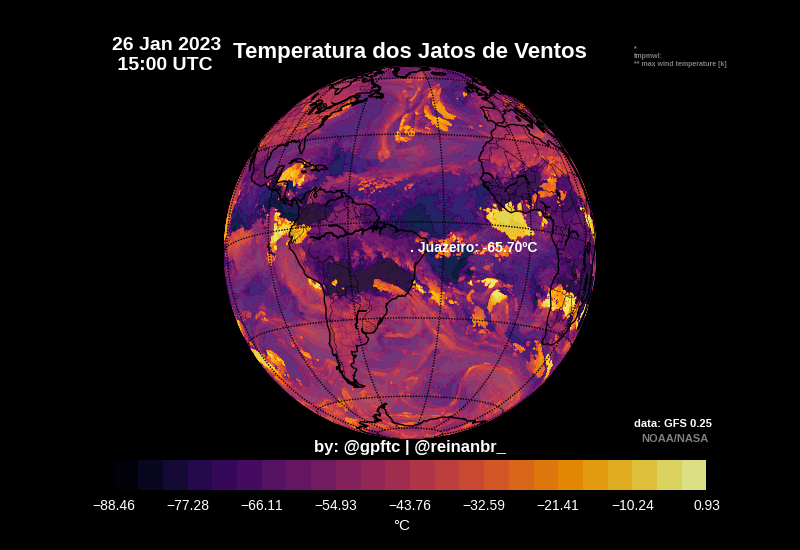 26 Jan 2023
15:00 UTC
Temperatura dos Jatos de Ventos
*
tmpmwt:
** max wind temperature [k]
. Juazeiro: -65.70ºC
data: GFS 0.25
NOAA/NASA
by: @gpftc | @reinanbr_
−88.46 −77.28 −66.11 −54.93 −43.76 −32.59 −21.41 −10.24 0.93
°C